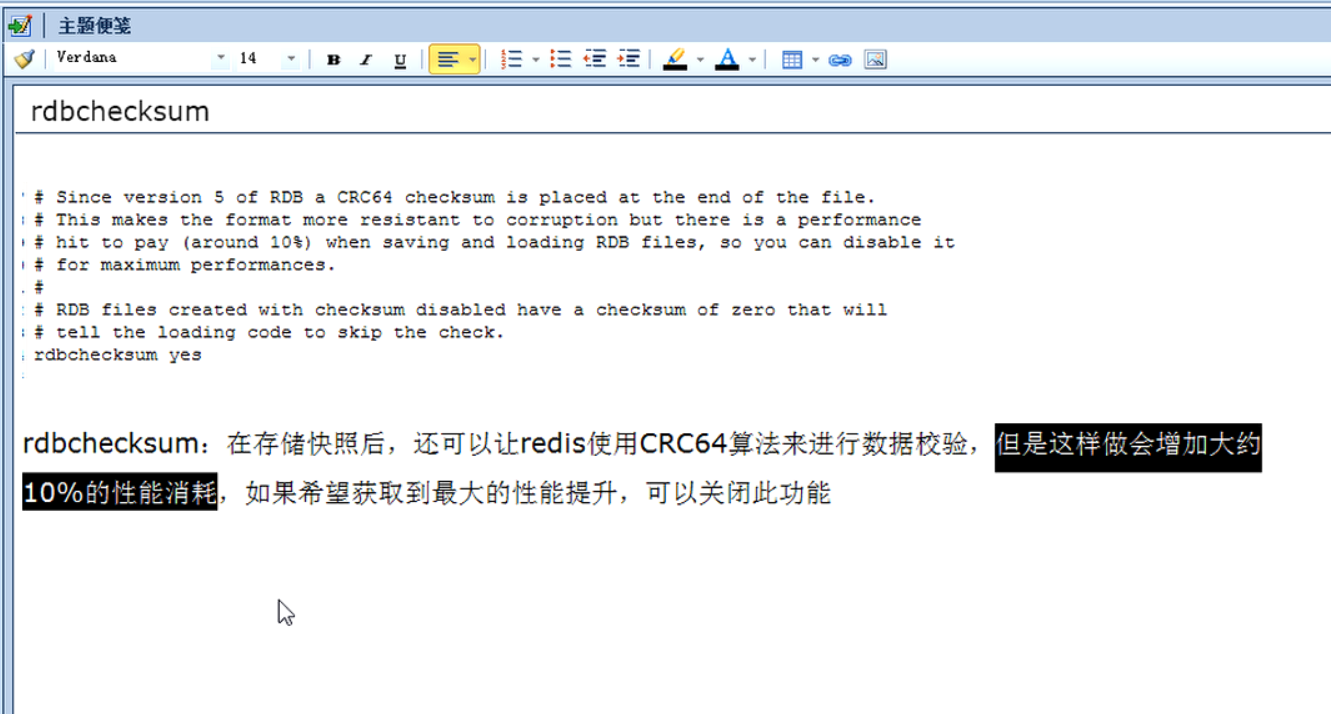 主题便笺
Verdana 14 B I U A
rdbchecksum
# Since version 5 of RDB a CRC64 checksum is placed at the end of the file.
# This makes the format more resistant to corruption but there is a performance
# hit to pay (around 10%) when saving and loading RDB files, so you can disable it
# for maximum performances.
#
# RDB files created with checksum disabled have a checksum of zero that will
# tell the loading code to skip the check.
rdbchecksum yes
rdbchecksum：在存储快照后，还可以让redis使用CRC64算法来进行数据校验，但是这样做会增加大约
10%的性能消耗，如果希望获取到最大的性能提升，可以关闭此功能